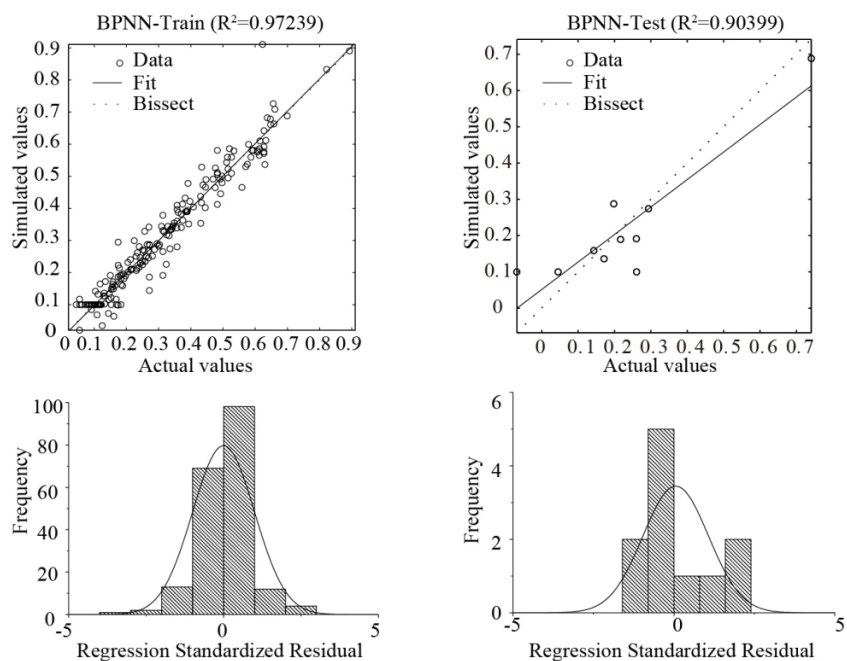 BPNN-Train (R²=0.97239)
0.9
0.8
0.7
0.6
0.5
0.4
0.3
0.2
0.1
0
Simulated values
Data
Fit
Bissect
0 0.1 0.2 0.3 0.4 0.5 0.6 0.7 0.8 0.9
Actual values
BPNN-Test (R²=0.90399)
0.7
0.6
0.5
0.4
0.3
0.2
0.1
0
Simulated values
Data
Fit
Bissect
0 0.1 0.2 0.3 0.4 0.5 0.6 0.7
Actual values
100
80
60
40
20
0
Frequency
-5 0 5
Regression Standardized Residual
6
4
2
0
Frequency
-5 0 5
Regression Standardized Residual